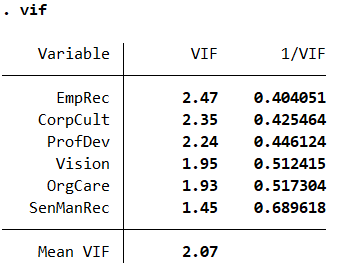 . vif
Variable VIF 1/VIF
EmpRec 2.47 0.404051
CorpCult 2.35 0.425464
ProfDev 2.24 0.446124
Vision 1.95 0.512415
OrgCare 1.93 0.517304
SenManRec 1.45 0.689618
Mean VIF 2.07